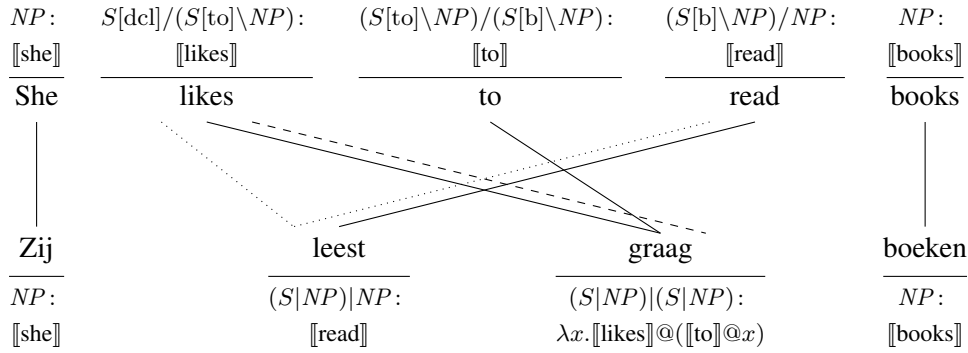 NP: S[dcl]/(S[to]\NP): (S[to]\NP)/(S[b]\NP): (S[b]\NP)/NP: NP:
⟦she⟧ ⟦likes⟧ ⟦to⟧ ⟦read⟧ ⟦books⟧
She likes to read books
Zij leest graag boeken
NP: (S|NP)|NP: (S|NP)|(S|NP): NP:
⟦she⟧ ⟦read⟧ λx.⟦likes⟧@(⟦to⟧@x) ⟦books⟧